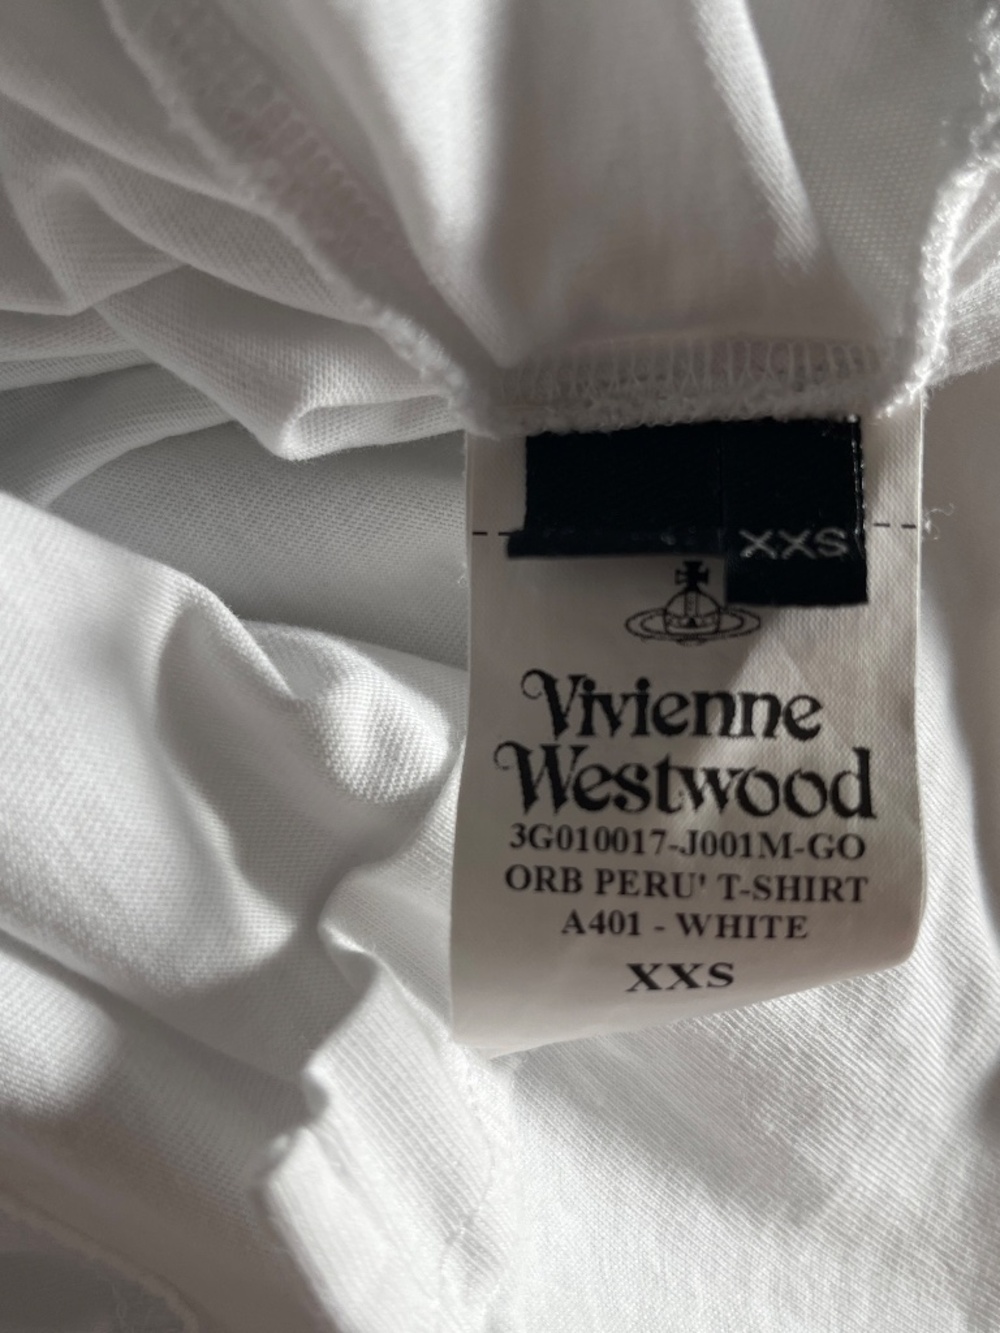 XXS
Vivienne
Westwood
3G010017-J001M-GO
ORB PERU' T-SHIRT
A401 - WHITE
XXS